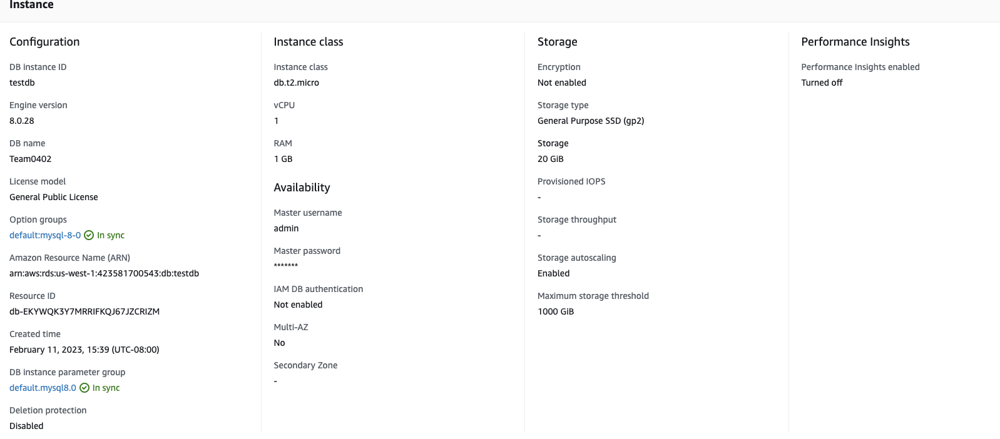 Instance
Configuration
DB instance ID
testdb
Engine version
8.0.28
DB name
Team0402
License model
General Public License
Option groups
default:mysql-8-0 In sync
Amazon Resource Name (ARN)
arn:aws:rds:us-west-1:423581700543:db:testdb
Resource ID
db-EKYWQK3Y7MRRIFKQJ67JZCRIZM
Created time
February 11, 2023, 15:39 (UTC-08:00)
DB instance parameter group
default.mysql8.0 In sync
Deletion protection
Disabled
Instance class
Instance class
db.t2.micro
vCPU
1
RAM
1 GB
Availability
Master username
admin
Master password
*******
IAM DB authentication
Not enabled
Multi-AZ
No
Secondary Zone
-
Storage
Encryption
Not enabled
Storage type
General Purpose SSD (gp2)
Storage
20 GiB
Provisioned IOPS
-
Storage throughput
-
Storage autoscaling
Enabled
Maximum storage threshold
1000 GiB
Performance Insights
Performance Insights enabled
Turned off